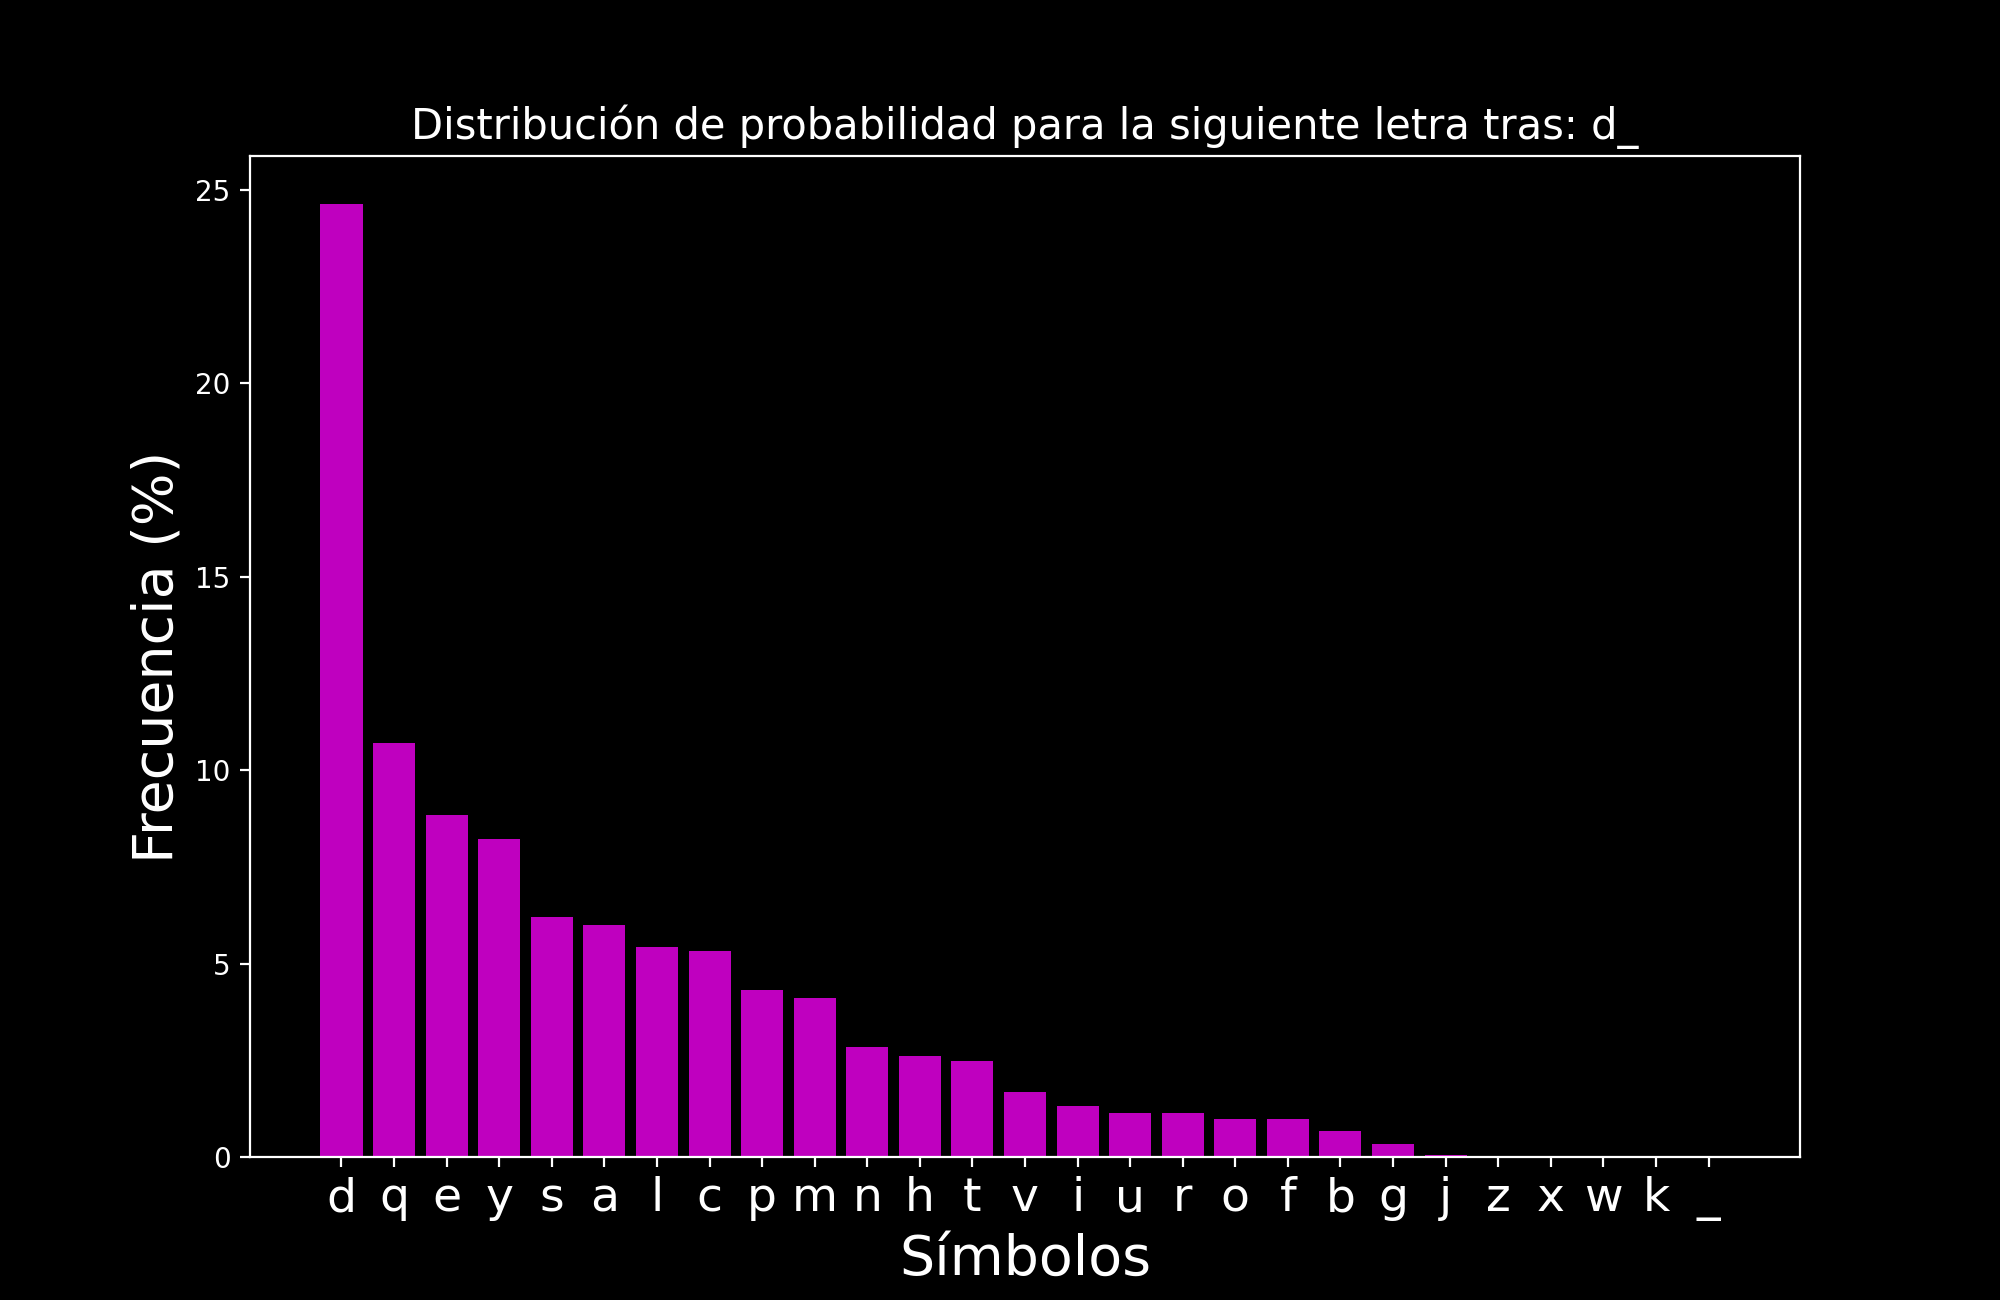 Distribución de probabilidad para la siguiente letra tras: d_
25
20
15
10
5
0
Frecuencia (%)
d q e y s a l c p m n h t v i u r o f b g j z x w k _
Símbolos